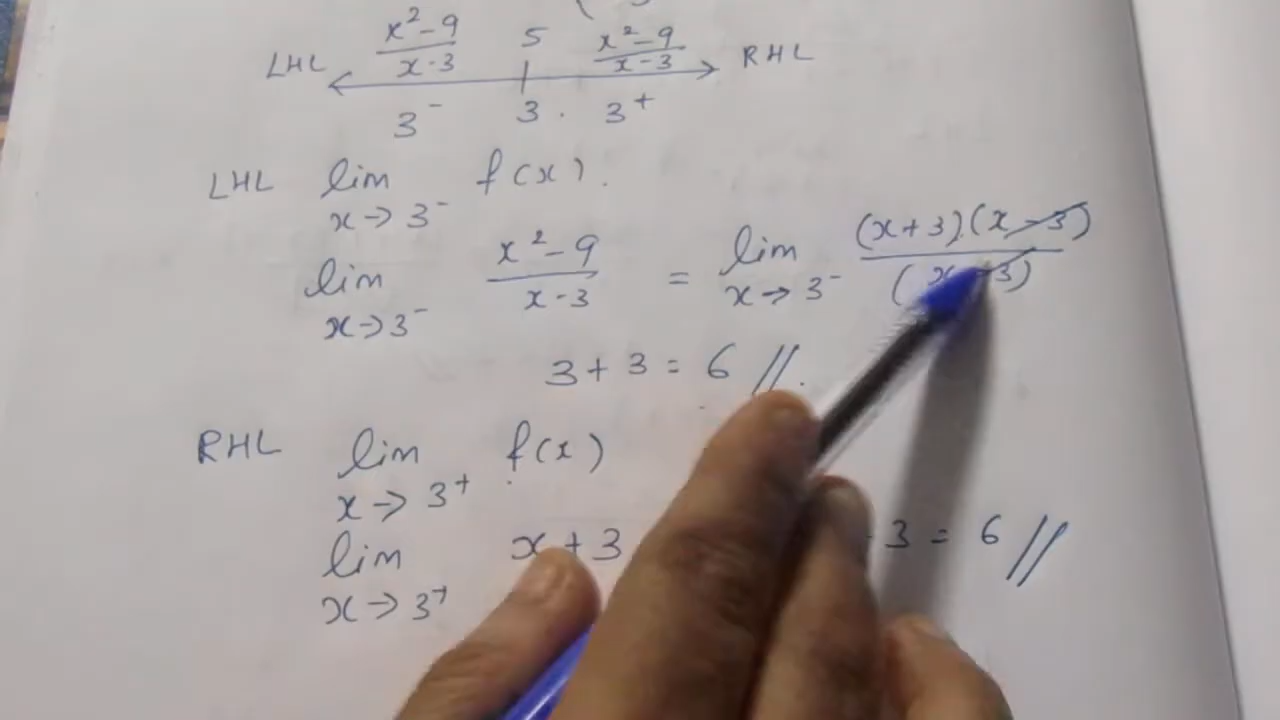 LHL x²-9/x-3 5 x²-9/x-3 RHL
3⁻ 3 . 3⁺
LHL lim x→3⁻ f(x).
lim x→3⁻ x²-9/x-3 = lim x→3⁻ (x+3).(x-3)/(x-3)
3+3=6//.
RHL lim x→3⁺ f(x)
lim x→3⁺ x+3 3=6//